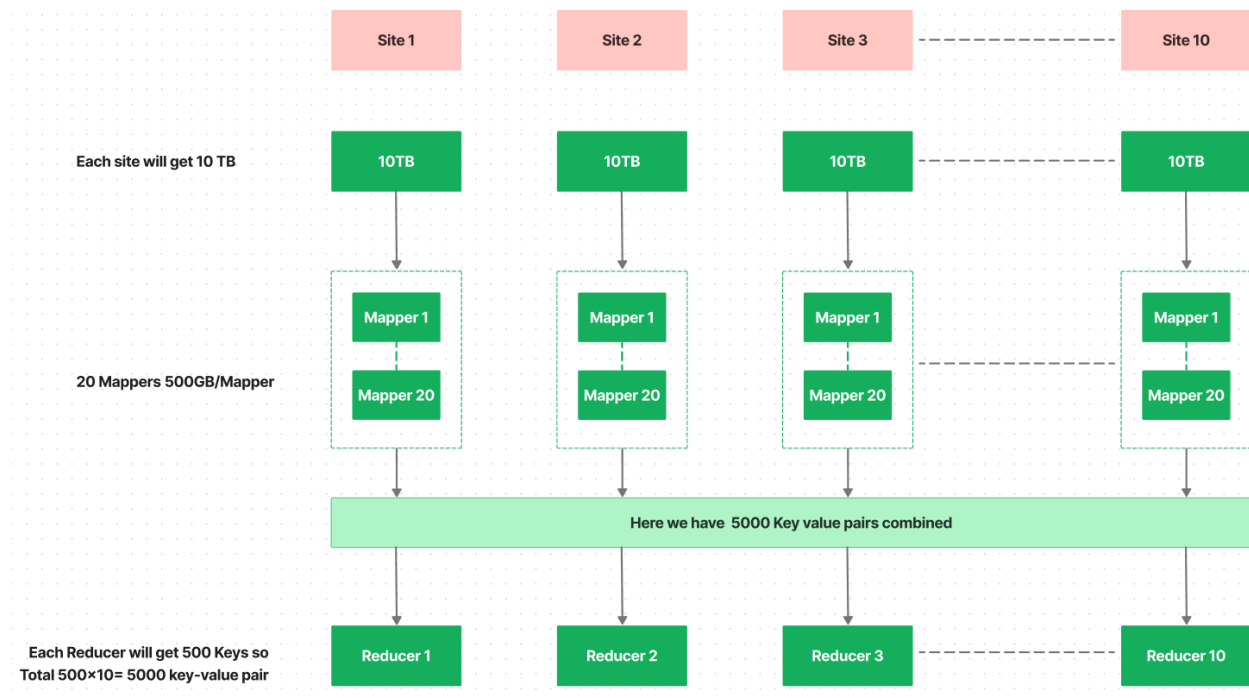 Site 1
Site 2
Site 3
Site 10
Each site will get 10 TB
10TB
10TB
10TB
10TB
Mapper 1
Mapper 1
Mapper 1
Mapper 1
20 Mappers 500GB/Mapper
Mapper 20
Mapper 20
Mapper 20
Mapper 20
Here we have 5000 Key value pairs combined
Each Reducer will get 500 Keys so
Total 500×10= 5000 key-value pair
Reducer 1
Reducer 2
Reducer 3
Reducer 10